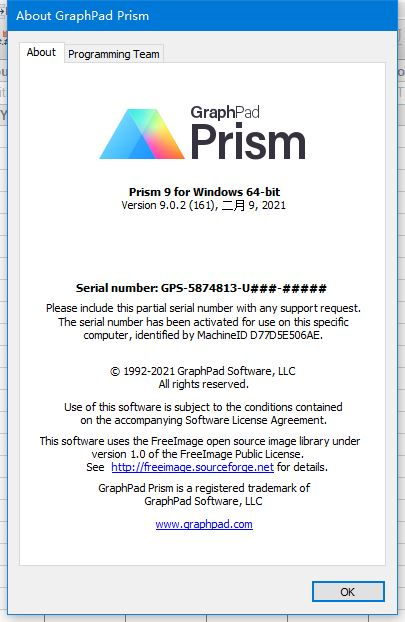 About GraphPad Prism
About
Programming Team
GraphPad
Prism
Prism 9 for Windows 64-bit
Version 9.0.2 (161), 二月 9, 2021
Serial number: GPS-5874813-U###-#####
Please include this partial serial number with any support request.
The serial number has been activated for use on this specific
computer, identified by MachineID D77D5E506AE.
© 1992-2021 GraphPad Software, LLC
All rights reserved.
Use of this software is subject to the conditions contained
on the accompanying Software License Agreement.
This software uses the FreeImage open source image library under
version 1.0 of the FreeImage Public License.
See http://freeimage.sourceforge.net for details.
GraphPad Prism is a registered trademark of
GraphPad Software, LLC
www.graphpad.com
OK